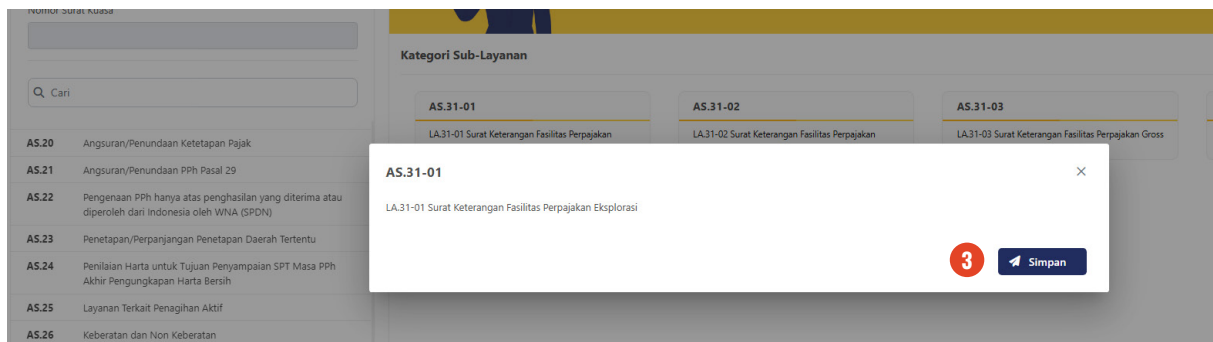 Nomor Surat Kuasa
Cari
AS.20 Angsuran/Penundaan Ketetapan Pajak
AS.21 Angsuran/Penundaan PPh Pasal 29
AS.22 Pengenaan PPh hanya atas penghasilan yang diterima atau
diperoleh dari Indonesia oleh WNA (SPDN)
AS.23 Penetapan/Perpanjangan Penetapan Daerah Tertentu
AS.24 Penilaian Harta untuk Tujuan Penyampaian SPT Masa PPh
Akhir Pengungkapan Harta Bersih
AS.25 Layanan Terkait Penagihan Aktif
AS.26 Keberatan dan Non Keberatan
Kategori Sub-Layanan
AS.31-01
LA.31-01 Surat Keterangan Fasilitas Perpajakan
AS.31-02
LA.31-02 Surat Keterangan Fasilitas Perpajakan
AS.31-03
LA.31-03 Surat Keterangan Fasilitas Perpajakan Gross
AS.31-01
LA.31-01 Surat Keterangan Fasilitas Perpajakan Eksplorasi
3 Simpan